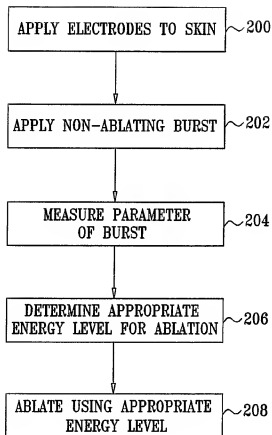 APPLY ELECTRODES TO SKIN
200
APPLY NON-ABLATING BURST
202
MEASURE PARAMETER
OF BURST
204
DETERMINE APPROPRIATE
ENERGY LEVEL FOR ABLATION
206
ABLATE USING APPROPRIATE
ENERGY LEVEL
208